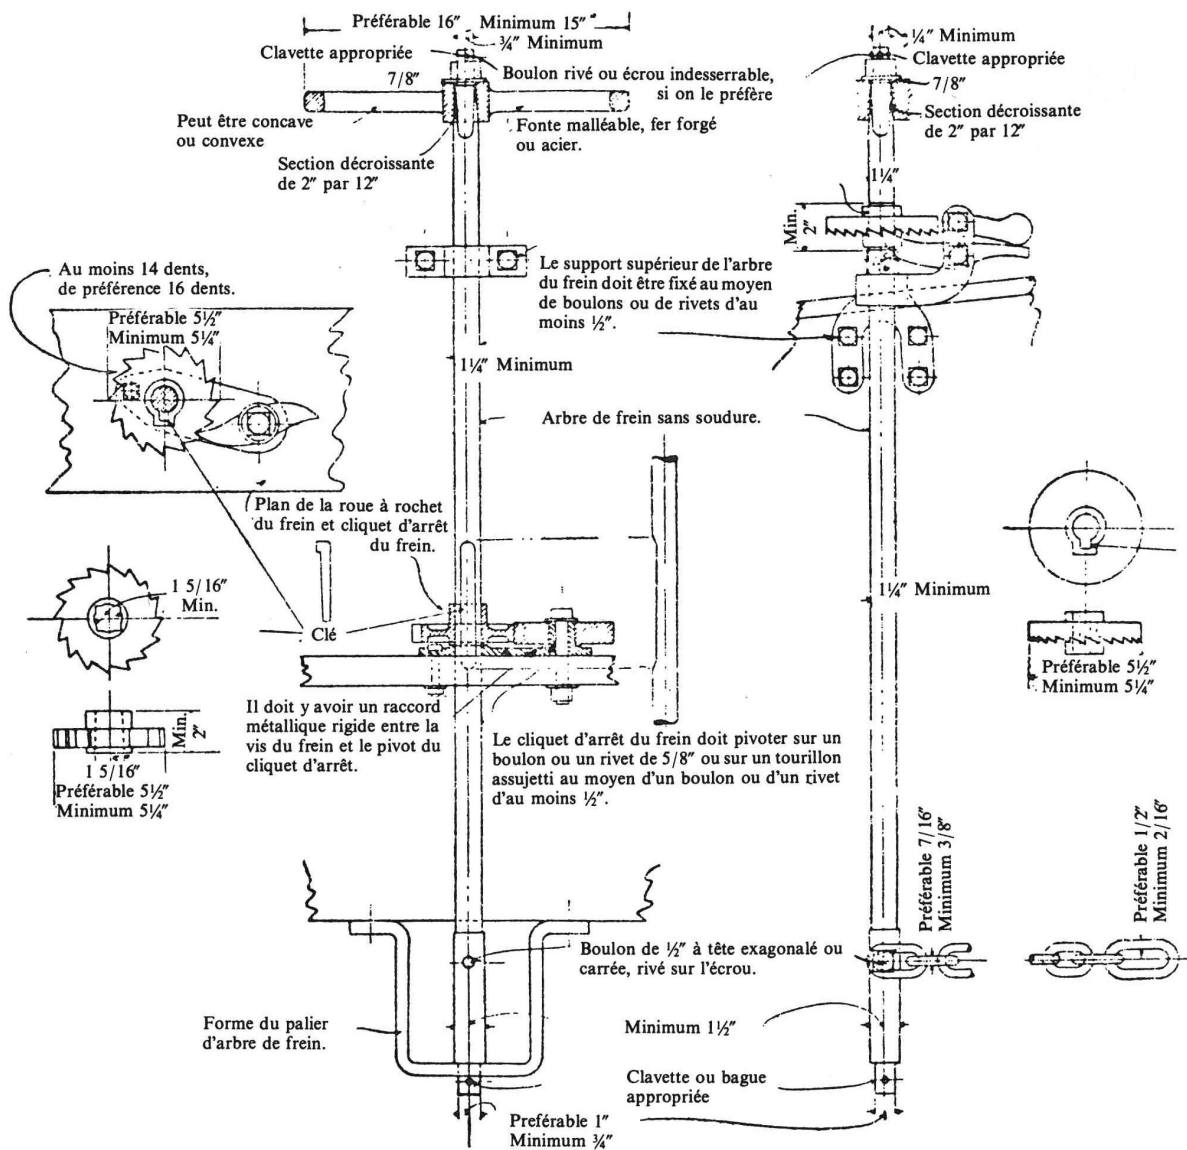 Préférable 16" Minimum 15"
¾" Minimum
Clavette appropriée
7/8"
Boulon rivé ou écrou indesserrable,
si on le préfère
Peut être concave
ou convexe
Fonte malléable, fer forgé
ou acier.
Section décroissante
de 2" par 12"
¼" Minimum
Clavette appropriée
7/8"
Section décroissante
de 2" par 12"
1¼"
Min.
2"
Au moins 14 dents,
de préférence 16 dents.
Préférable 5½"
Minimum 5¼"
Le support supérieur de l'arbre
du frein doit être fixé au moyen
de boulons ou de rivets d'au
moins ½".
1¼" Minimum
Arbre de frein sans soudure.
Plan de la roue à rochet
du frein et cliquet d'arrêt
du frein.
1 5/16"
Min.
Clé
1¼" Minimum
Préférable 5½"
Minimum 5¼"
Min.
2"
1 5/16"
Préférable 5½"
Minimum 5¼"
Il doit y avoir un raccord
métallique rigide entre la
vis du frein et le pivot du
cliquet d'arrêt.
Le cliquet d'arrêt du frein doit pivoter sur un
boulon ou un rivet de 5/8" ou sur un tourillon
assujetti au moyen d'un boulon ou d'un rivet
d'au moins ½".
Préférable 7/16"
Minimum 3/8"
Préférable 1/2"
Minimum 2/16"
Boulon de ½" à tête exagonalé ou
carrée, rivé sur l'écrou.
Forme du palier
d'arbre de frein.
Minimum 1½"
Clavette ou bague
appropriée
Preférable 1"
Minimum ¾"